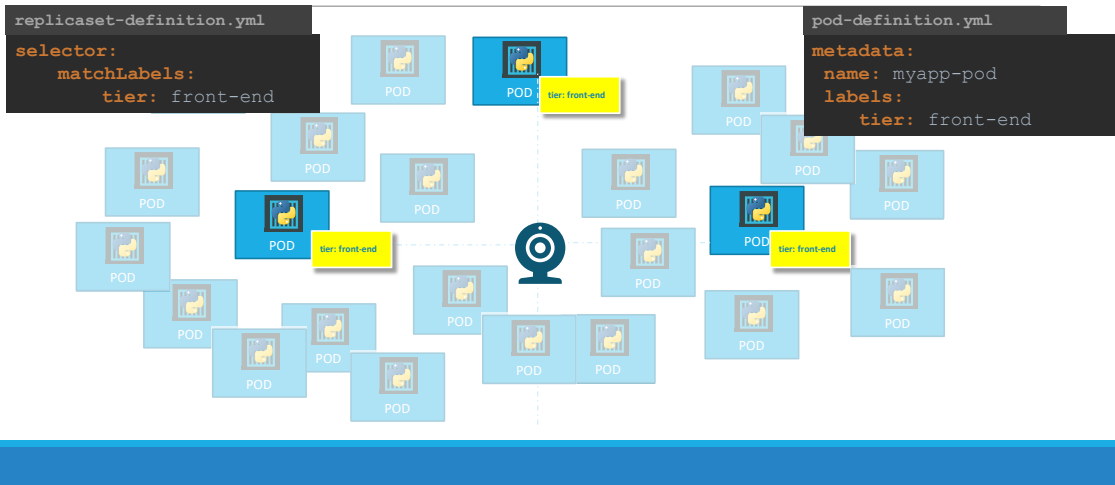 replicaset-definition.yml
selector:
matchLabels:
tier: front-end
pod-definition.yml
metadata:
name: myapp-pod
labels:
tier: front-end
POD
POD
tier: front-end
POD
POD
POD
POD
POD
POD
POD
POD
POD
tier: front-end
POD
tier: front-end
POD
POD
POD
POD
POD
POD
POD
POD
POD
POD
POD